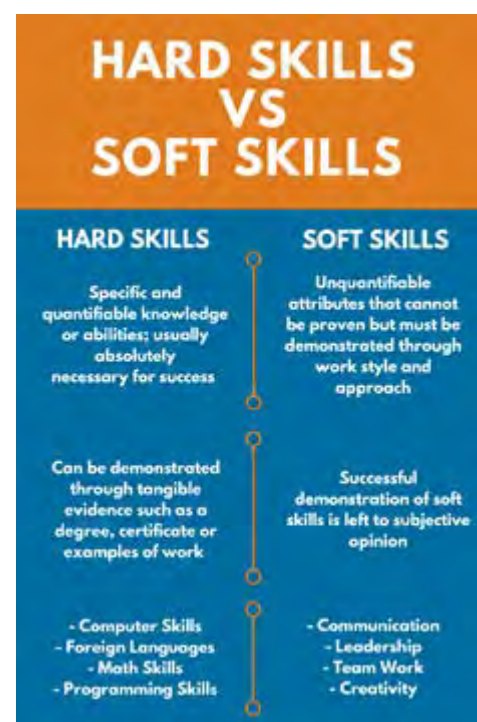 HARD SKILLS
VS
SOFT SKILLS
HARD SKILLS
Specific and
quantifiable knowledge
or abilities; usually
absolutely
necessary for success
SOFT SKILLS
Unquantifiable
attributes that cannot
be proven but must be
demonstrated through
work style and
approach
Can be demonstrated
through tangible
evidence such as a
degree, certificate or
examples of work
Successful
demonstration of soft
skills is left to subjective
opinion
- Computer Skills
- Foreign Languages
- Math Skills
- Programming Skills
- Communication
- Leadership
- Team Work
- Creativity